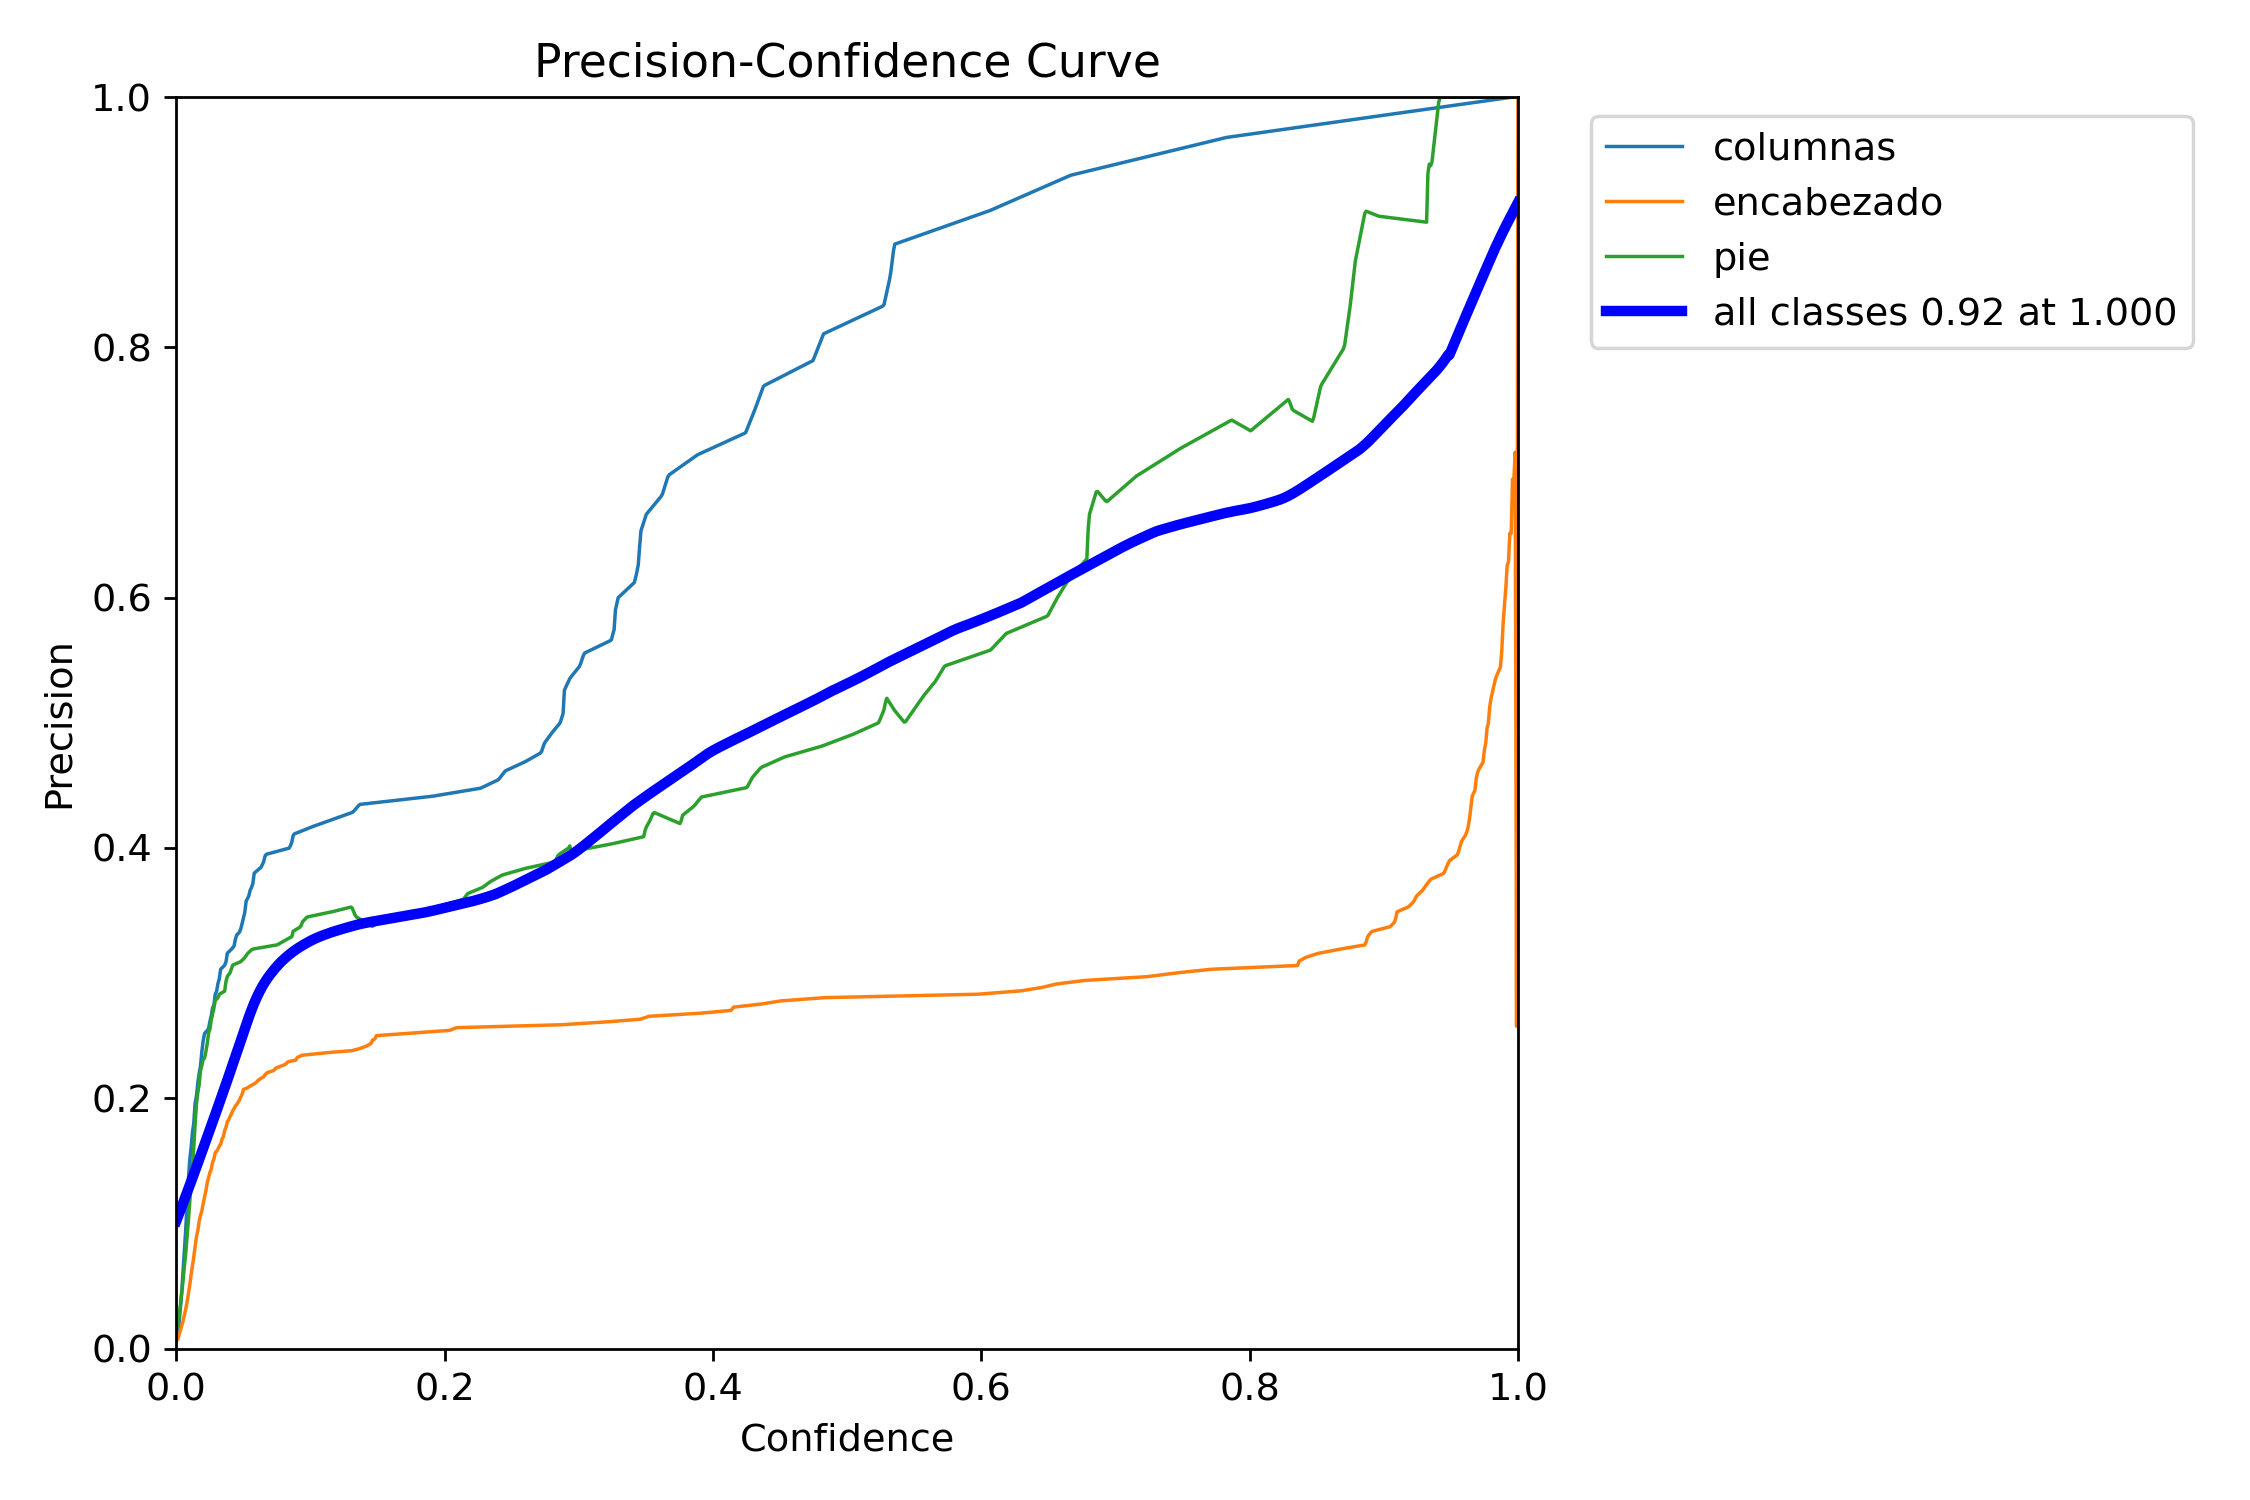 Precision-Confidence Curve
1.0
0.8
0.6
0.4
0.2
0.0
Precision
0.0 0.2 0.4 0.6 0.8 1.0
Confidence
columnas
encabezado
pie
all classes 0.92 at 1.000